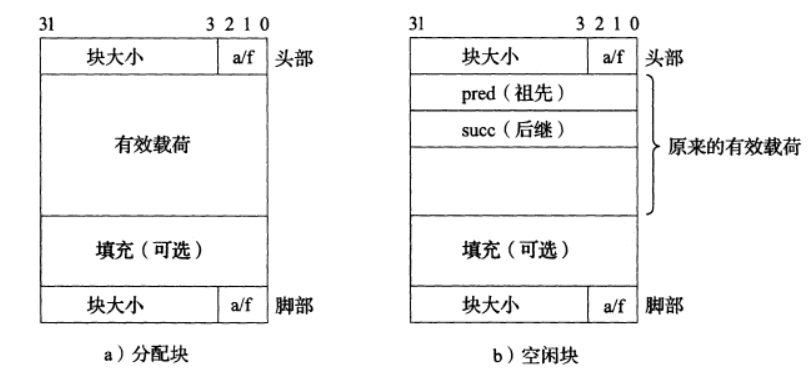 31 3 2 1 0
块大小 a/f 头部
有效载荷
填充（可选）
块大小 a/f 脚部
a）分配块
31 3 2 1 0
块大小 a/f 头部
pred（祖先）
succ（后继）
原来的有效载荷
填充（可选）
块大小 a/f 脚部
b）空闲块